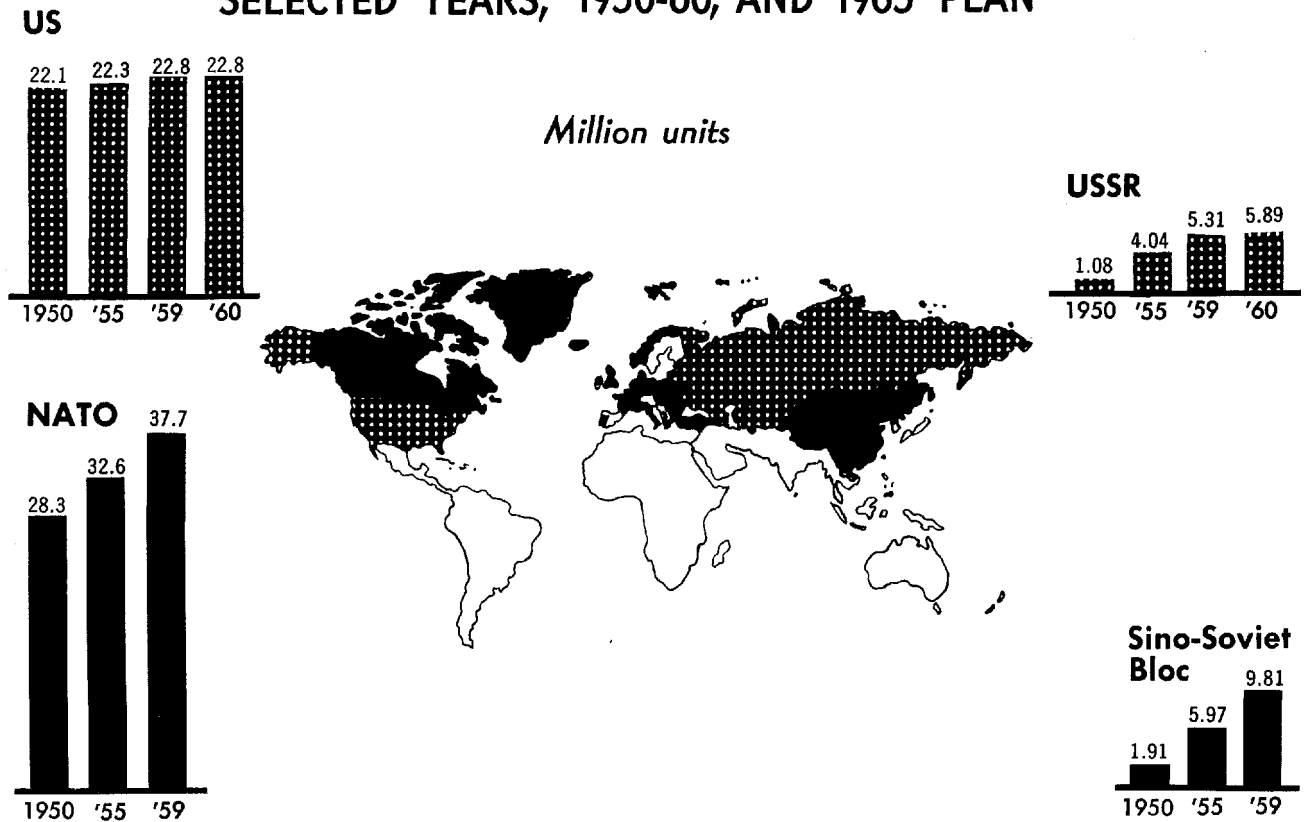 SELECTED YEARS, 1950-60, AND 1965 PLAN
US
22.1 22.3 22.8 22.8
1950 '55 '59 '60
Million units
USSR
1.08 4.04 5.31 5.89
1950 '55 '59 '60
NATO
28.3 32.6 37.7
1950 '55 '59
Sino-Soviet
Bloc
1.91 5.97 9.81
1950 '55 '59